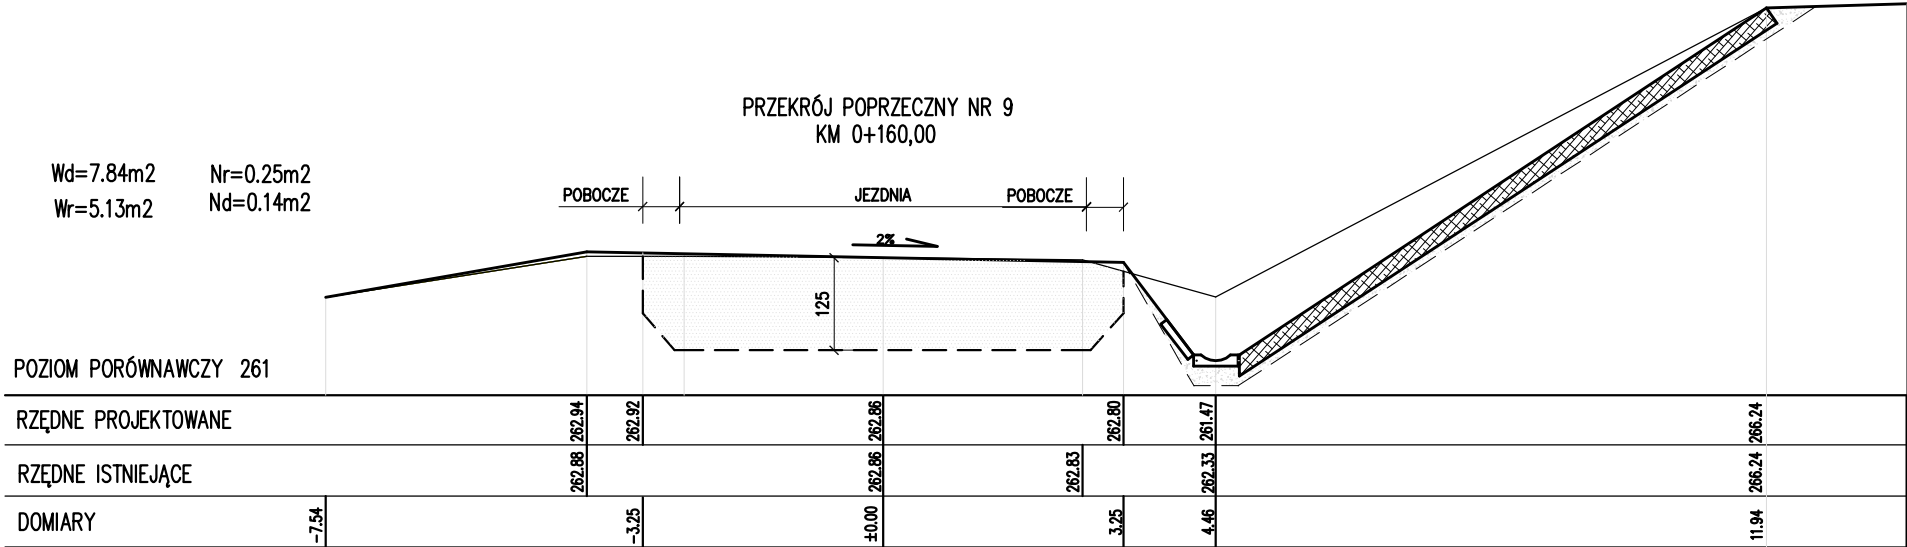 PRZEKRÓJ POPRZECZNY NR 9
KM 0+160,00
Wd=7.84m2 Nr=0.25m2
Wr=5.13m2 Nd=0.14m2
POBOCZE JEZDNIA POBOCZE
2%
125
POZIOM PORÓWNAWCZY 261
RZĘDNE PROJEKTOWANE 262.94 262.92 262.86 262.80 261.47 266.24
RZĘDNE ISTNIEJĄCE 262.88 262.86 262.83 262.33 266.24
DOMIARY -7.54 -3.25 ±0.00 3.25 4.46 11.94